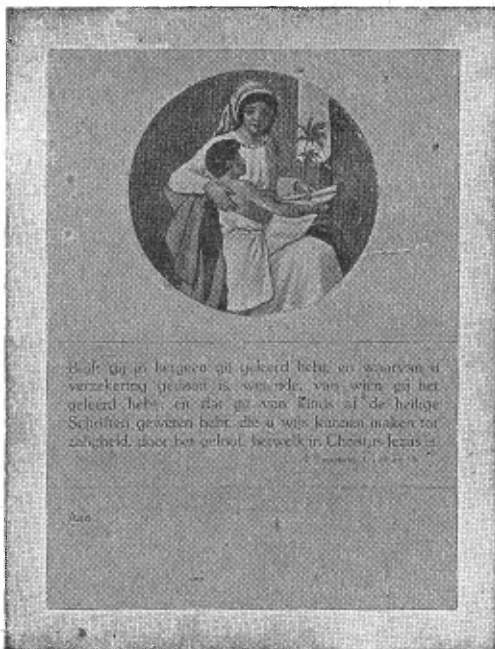 Blijft gij in hetgeen gij geleerd hebt, en waarvan u
verzekering gedaan is, wetende, van wien gij het
geleerd hebt; en dat gij van kinds af de heilige
Schriften geweten hebt, die u wijs kunnen maken tot
zaligheid, door het geloof, hetwelk in Christus Jezus is.
Aan